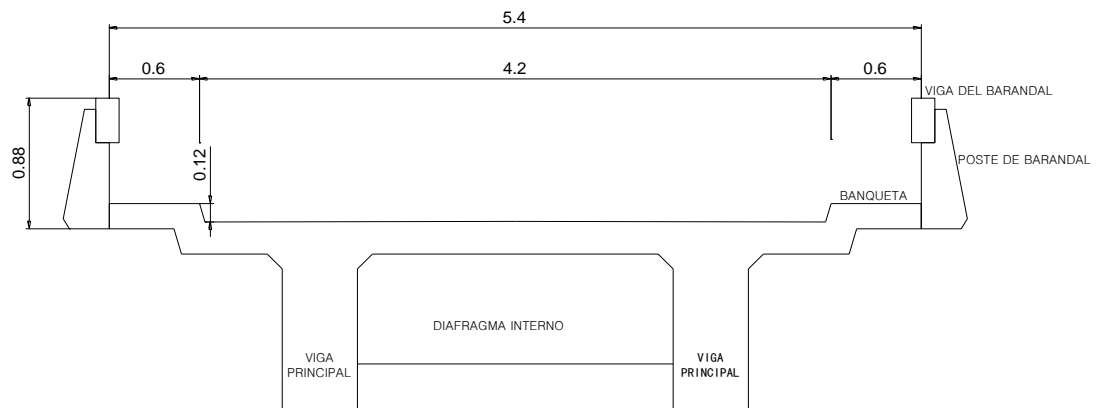 5.4
0.6
4.2
0.6
VIGA DEL BARANDAL
0.88
0.12
POSTE DE BARANDAL
BANQUETA
DIAFRAGMA INTERNO
VIGA
PRINCIPAL
VIGA
PRINCIPAL